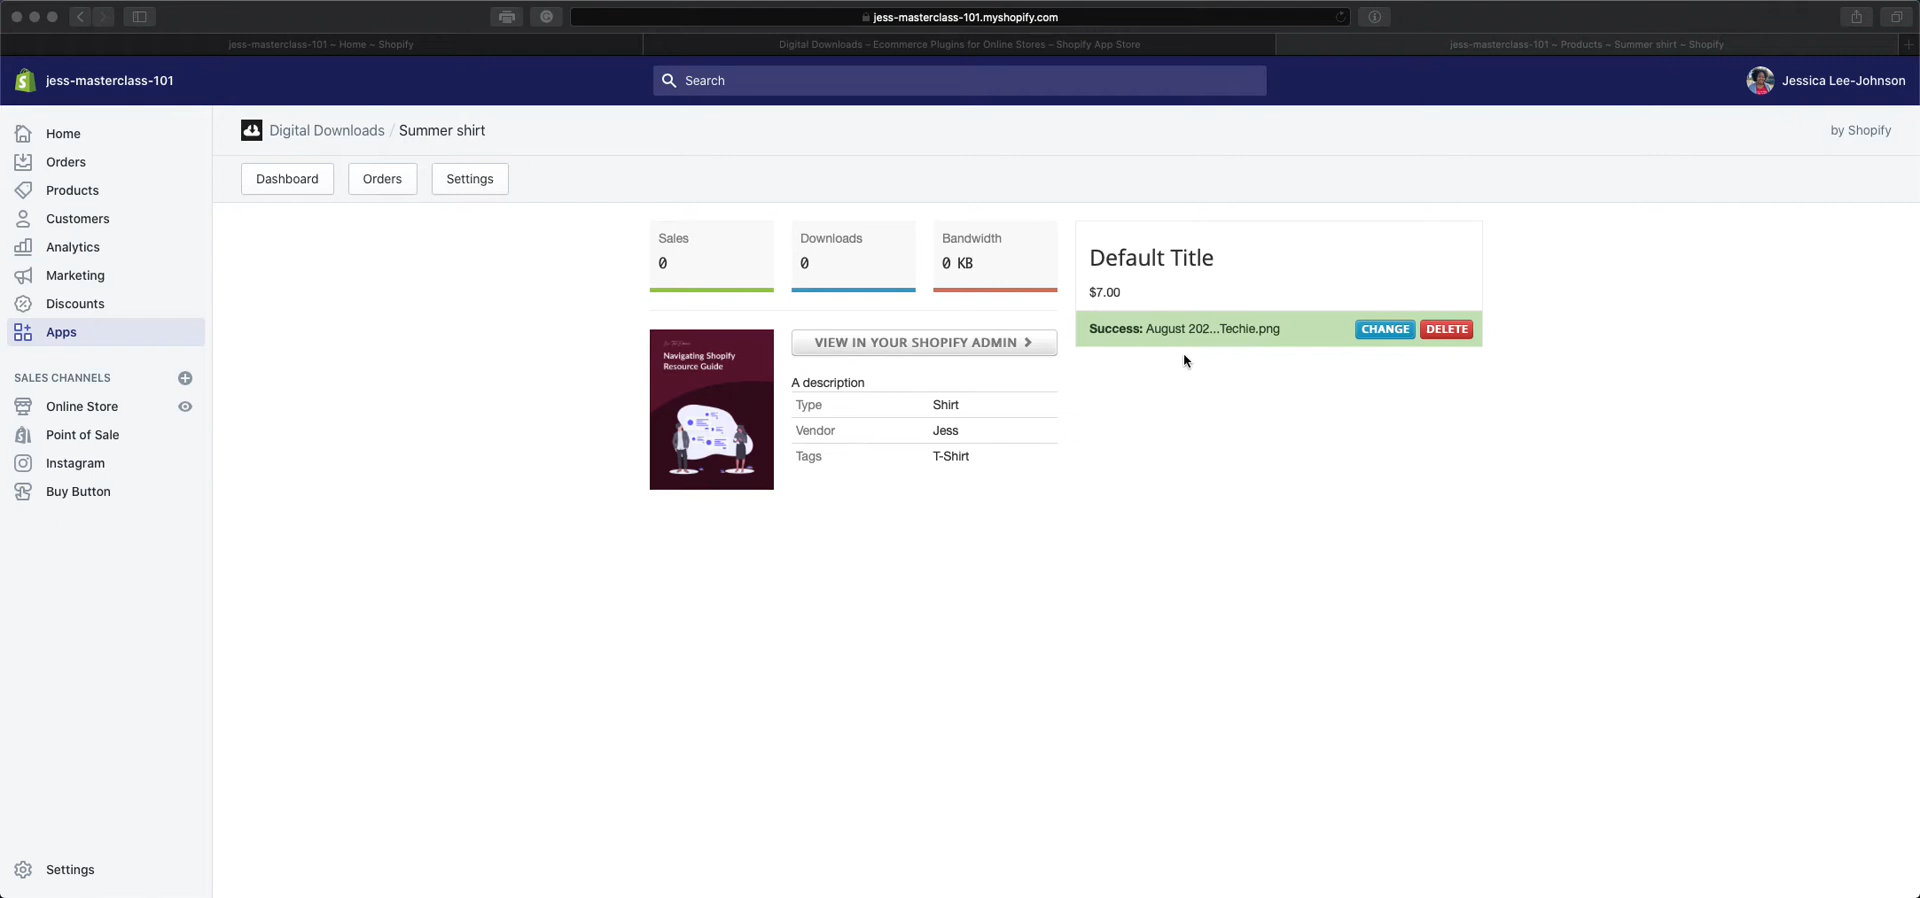 jess-masterclass-101.myshopify.com
jess-masterclass-101 ~ Home ~ Shopify
Digital Downloads – Ecommerce Plugins for Online Stores – Shopify App Store
jess-masterclass-101 ~ Products ~ Summer shirt ~ Shopify
jess-masterclass-101
Search
Jessica Lee-Johnson
Home
Orders
Products
Customers
Analytics
Marketing
Discounts
Apps
SALES CHANNELS
Online Store
Point of Sale
Instagram
Buy Button
Settings
Digital Downloads / Summer shirt
by Shopify
Dashboard
Orders
Settings
Sales
0
Downloads
0
Bandwidth
0 KB
Navigating Shopify
Resource Guide
VIEW IN YOUR SHOPIFY ADMIN
A description
Type Shirt
Vendor Jess
Tags T-Shirt
Default Title
$7.00
Success: August 202...Techie.png
CHANGE
DELETE